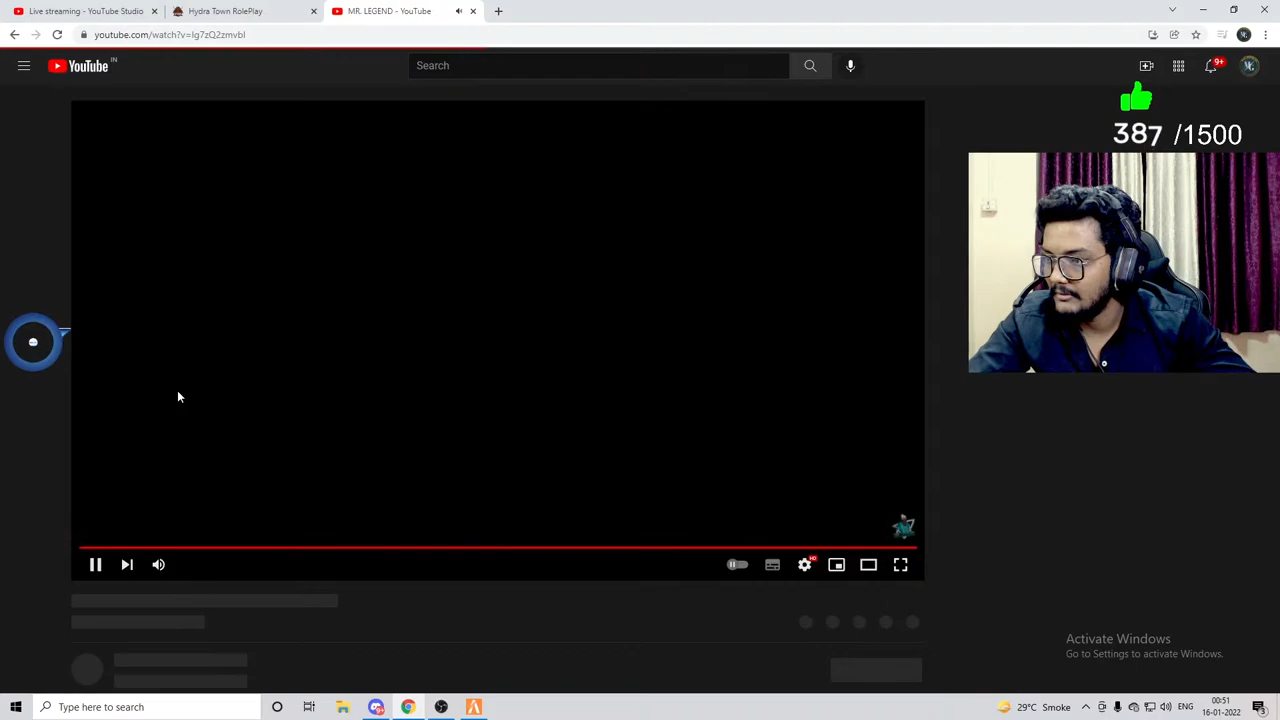 Live streaming - YouTube Studio
Hydra Town RolePlay
MR. LEGEND - YouTube
youtube.com/watch?v=lg7zQ2zmvbI
YouTube IN
Search
9+
387 /1500
HD
Activate Windows
Go to Settings to activate Windows.
Type here to search
29°C Smoke
ENG
00:51
16-01-2022